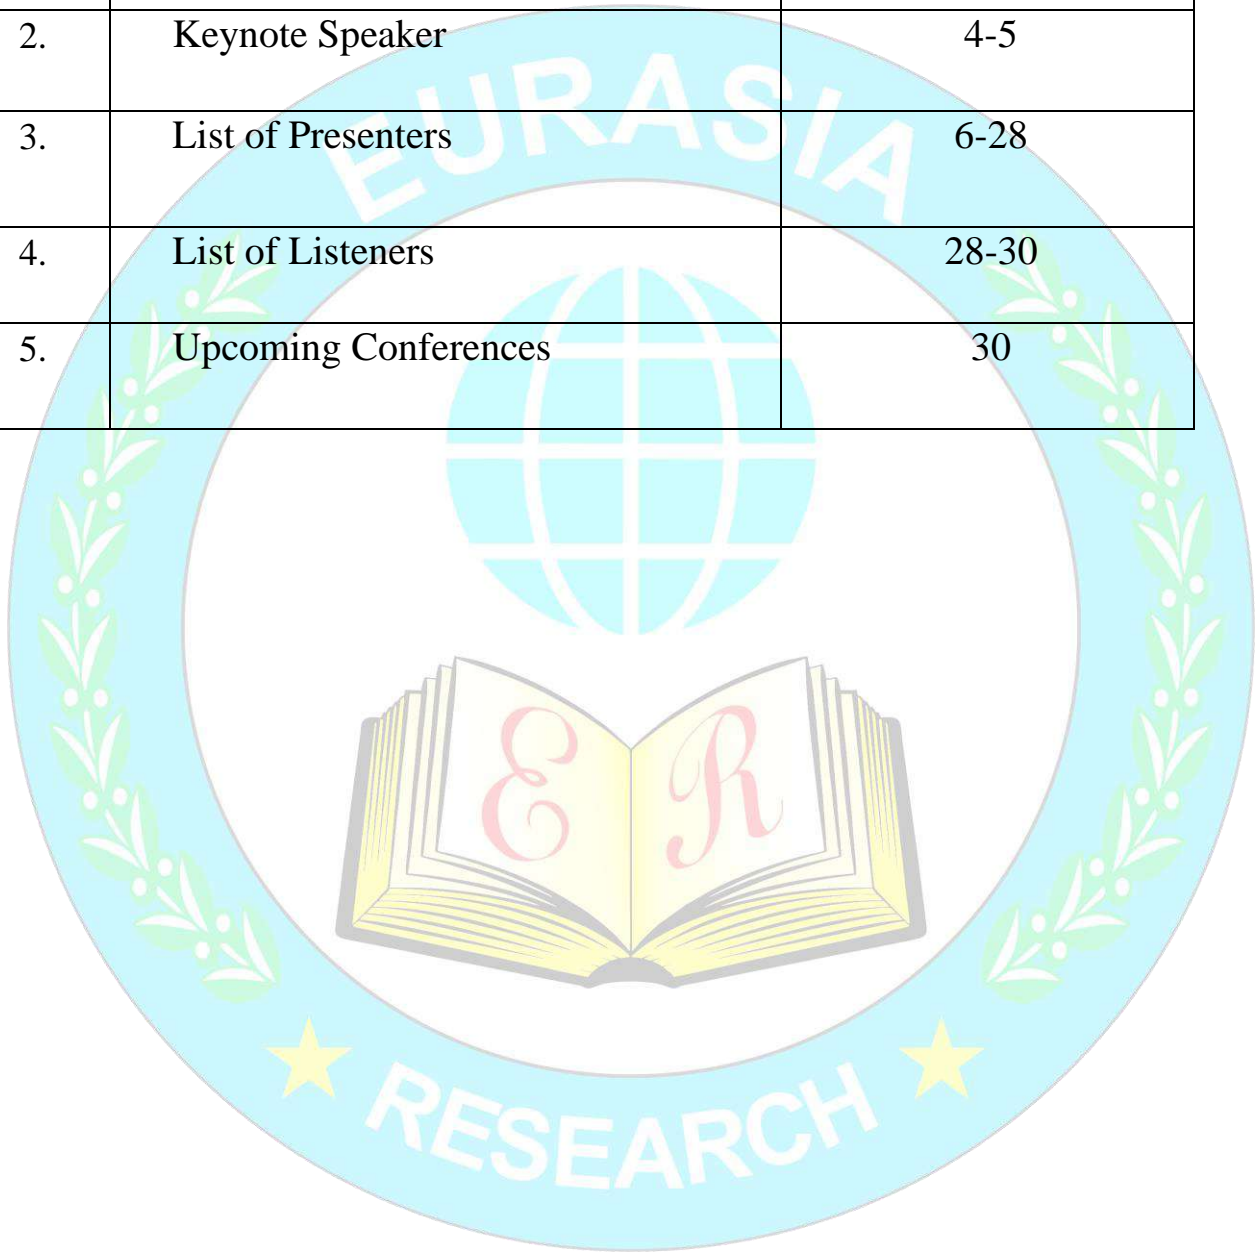 2. Keynote Speaker 4-5
3. List of Presenters 6-28
4. List of Listeners 28-30
5. Upcoming Conferences 30
EURASIA
ER
RESEARCH